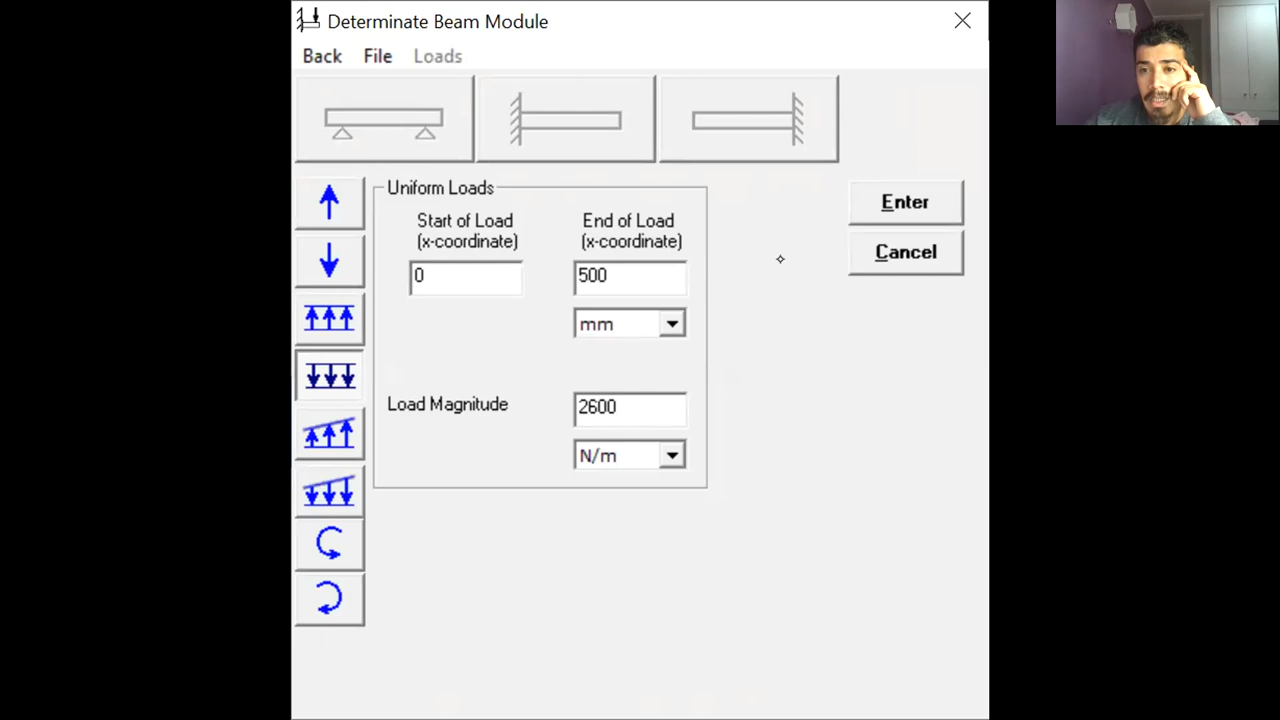 Determinate Beam Module
Back File Loads
Uniform Loads
Start of Load
(x-coordinate)
End of Load
(x-coordinate)
0
500
mm
Load Magnitude
2600
N/m
Enter
Cancel